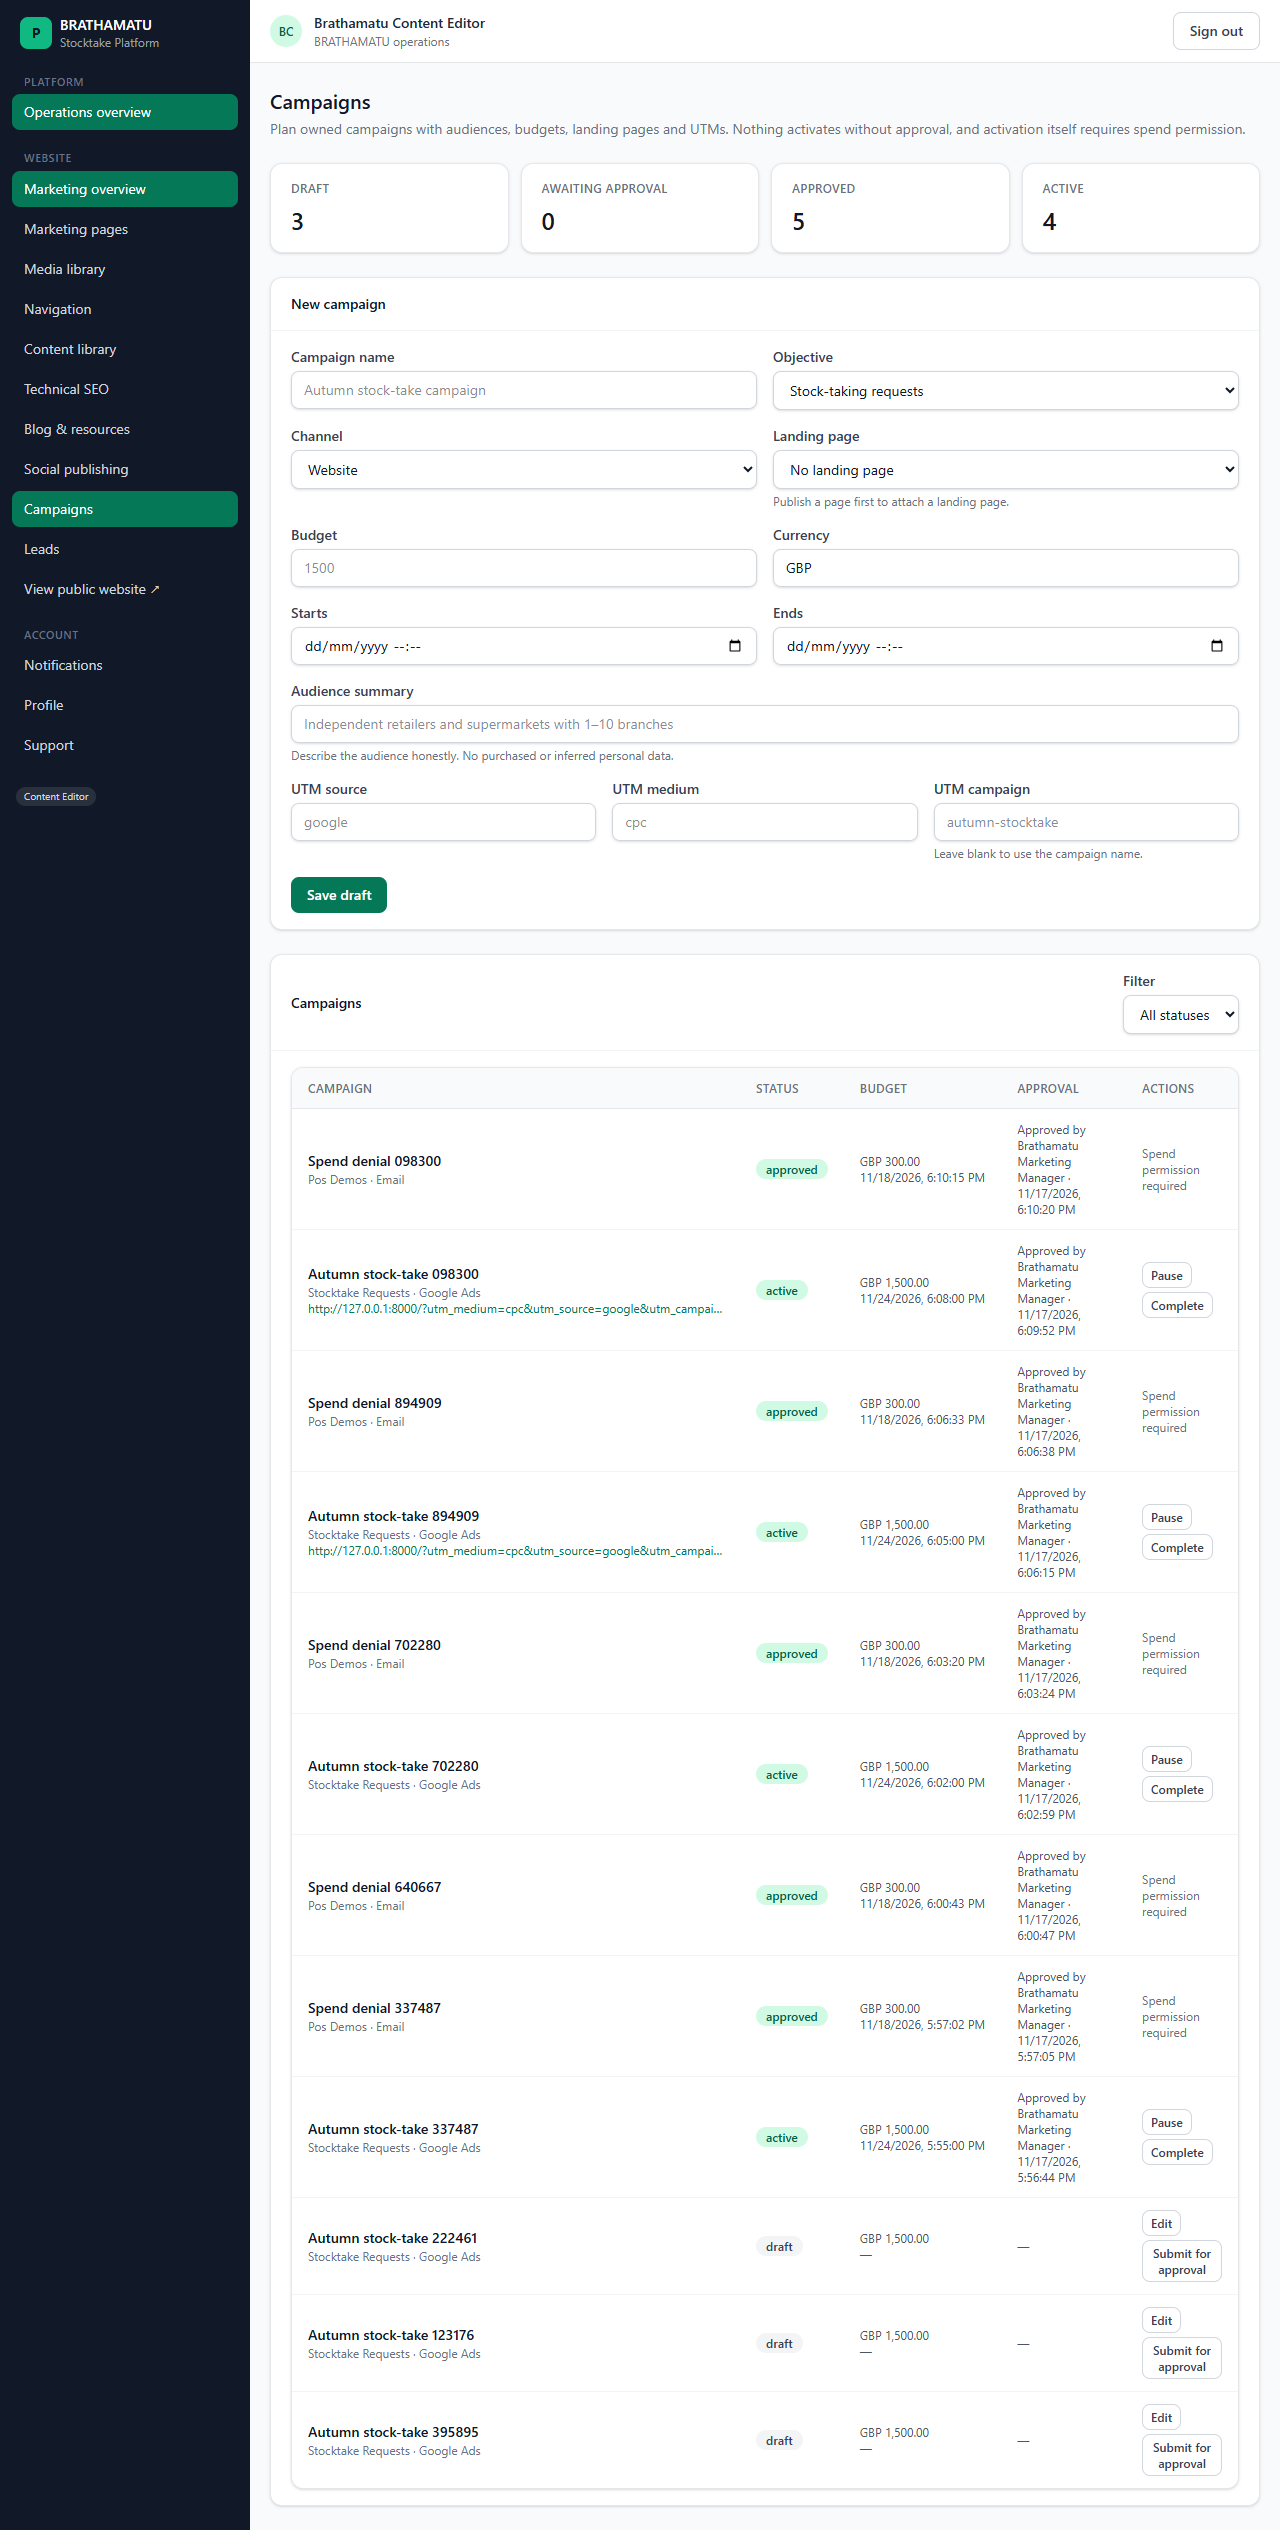 P
BRATHAMATU
Stocktake Platform
PLATFORM
Operations overview
WEBSITE
Marketing overview
Marketing pages
Media library
Navigation
Content library
Technical SEO
Blog & resources
Social publishing
Campaigns
Leads
View public website ↗
ACCOUNT
Notifications
Profile
Support
Content Editor
BC
Brathamatu Content Editor
BRATHAMATU operations
Sign out
Campaigns
Plan owned campaigns with audiences, budgets, landing pages and UTMs. Nothing activates without approval, and activation itself requires spend permission.
DRAFT
3
AWAITING APPROVAL
0
APPROVED
5
ACTIVE
4
New campaign
Campaign name
Autumn stock-take campaign
Objective
Stock-taking requests
Channel
Website
Landing page
No landing page
Publish a page first to attach a landing page.
Budget
1500
Currency
GBP
Starts
dd/mm/yyyy --:--
Ends
dd/mm/yyyy --:--
Audience summary
Independent retailers and supermarkets with 1–10 branches
Describe the audience honestly. No purchased or inferred personal data.
UTM source
google
UTM medium
cpc
UTM campaign
autumn-stocktake
Leave blank to use the campaign name.
Save draft
Campaigns
Filter
All statuses
CAMPAIGN STATUS BUDGET APPROVAL ACTIONS
Spend denial 098300
Pos Demos · Email
approved
GBP 300.00
11/18/2026, 6:10:15 PM
Approved by
Brathamatu
Marketing
Manager ·
11/17/2026,
6:10:20 PM
Spend
permission
required
Autumn stock-take 098300
Stocktake Requests · Google Ads
http://127.0.0.1:8000/?utm_medium=cpc&utm_source=google&utm_campai...
active
GBP 1,500.00
11/24/2026, 6:08:00 PM
Approved by
Brathamatu
Marketing
Manager ·
11/17/2026,
6:09:52 PM
Pause
Complete
Spend denial 894909
Pos Demos · Email
approved
GBP 300.00
11/18/2026, 6:06:33 PM
Approved by
Brathamatu
Marketing
Manager ·
11/17/2026,
6:06:38 PM
Spend
permission
required
Autumn stock-take 894909
Stocktake Requests · Google Ads
http://127.0.0.1:8000/?utm_medium=cpc&utm_source=google&utm_campai...
active
GBP 1,500.00
11/24/2026, 6:05:00 PM
Approved by
Brathamatu
Marketing
Manager ·
11/17/2026,
6:06:15 PM
Pause
Complete
Spend denial 702280
Pos Demos · Email
approved
GBP 300.00
11/18/2026, 6:03:20 PM
Approved by
Brathamatu
Marketing
Manager ·
11/17/2026,
6:03:24 PM
Spend
permission
required
Autumn stock-take 702280
Stocktake Requests · Google Ads
active
GBP 1,500.00
11/24/2026, 6:02:00 PM
Approved by
Brathamatu
Marketing
Manager ·
11/17/2026,
6:02:59 PM
Pause
Complete
Spend denial 640667
Pos Demos · Email
approved
GBP 300.00
11/18/2026, 6:00:43 PM
Approved by
Brathamatu
Marketing
Manager ·
11/17/2026,
6:00:47 PM
Spend
permission
required
Spend denial 337487
Pos Demos · Email
approved
GBP 300.00
11/18/2026, 5:57:02 PM
Approved by
Brathamatu
Marketing
Manager ·
11/17/2026,
5:57:05 PM
Spend
permission
required
Autumn stock-take 337487
Stocktake Requests · Google Ads
active
GBP 1,500.00
11/24/2026, 5:55:00 PM
Approved by
Brathamatu
Marketing
Manager ·
11/17/2026,
5:56:44 PM
Pause
Complete
Autumn stock-take 222461
Stocktake Requests · Google Ads
draft
GBP 1,500.00
—
—
Edit
Submit for
approval
Autumn stock-take 123176
Stocktake Requests · Google Ads
draft
GBP 1,500.00
—
—
Edit
Submit for
approval
Autumn stock-take 395895
Stocktake Requests · Google Ads
draft
GBP 1,500.00
—
—
Edit
Submit for
approval